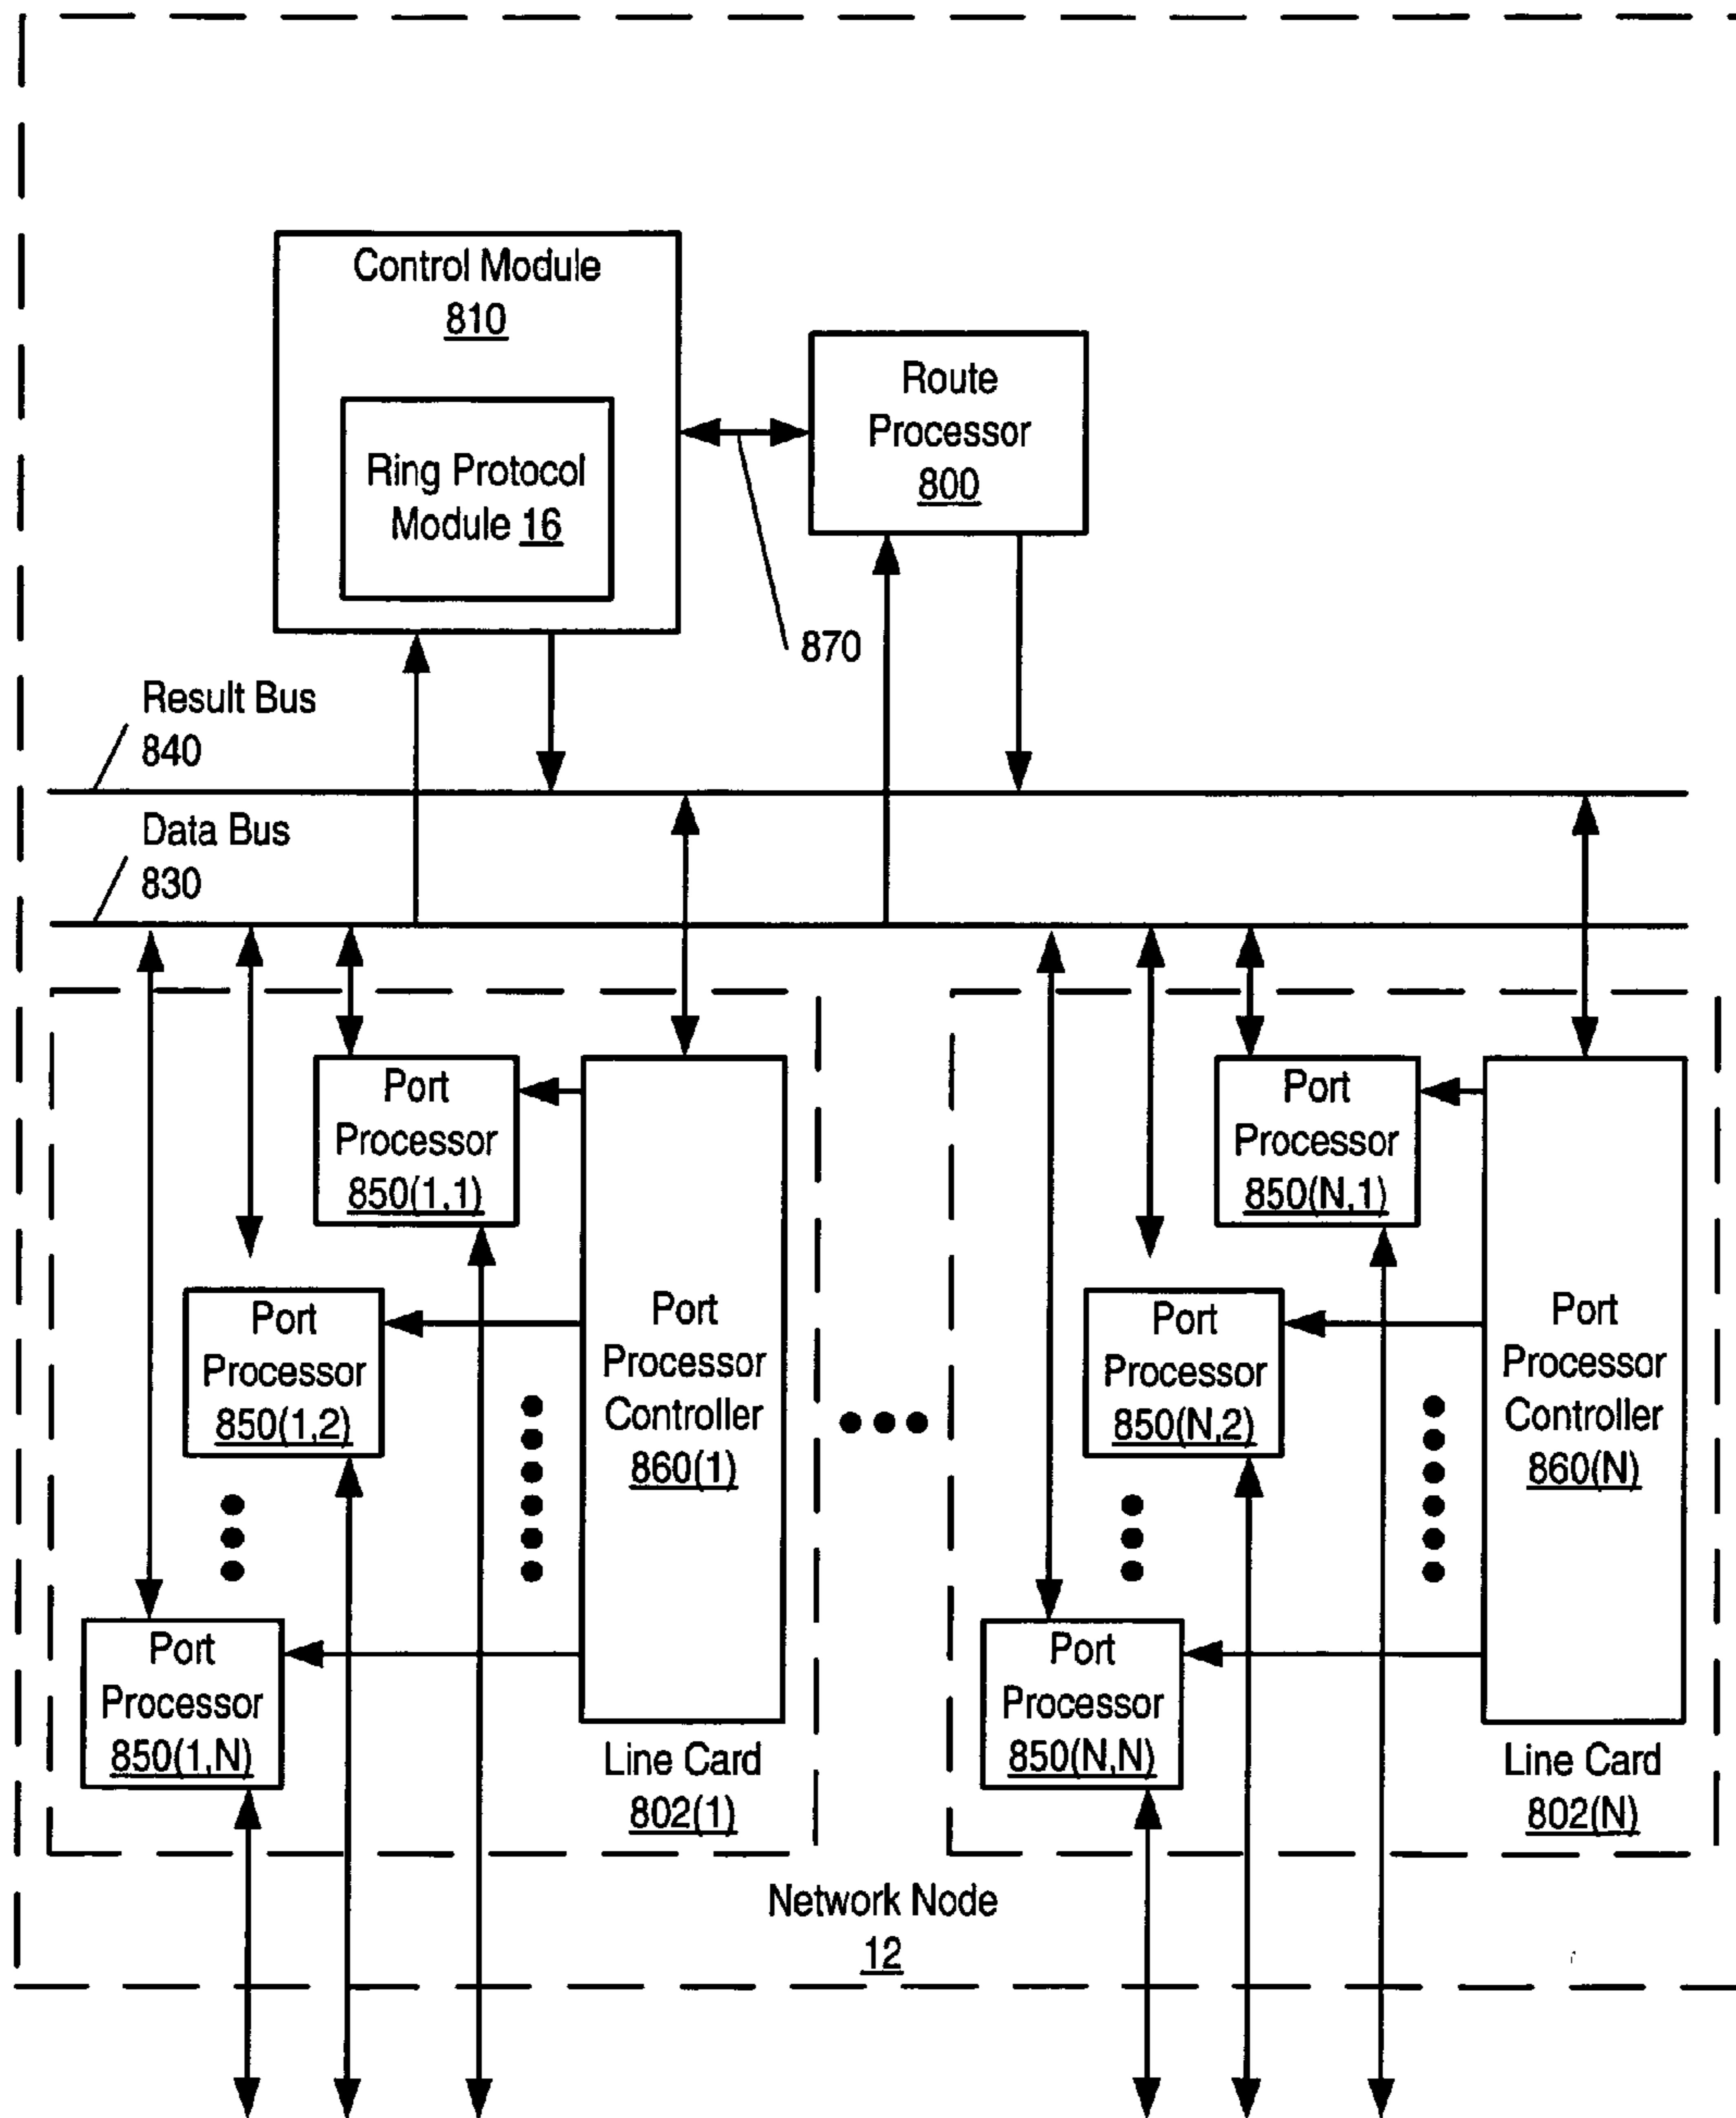 Control Module
810
Ring Protocol
Module 16
Route
Processor
800
870
Result Bus
840
Data Bus
830
Port
Processor
850(1,1)
Port
Processor
850(1,2)
Port
Processor
850(1,N)
Port
Processor
Controller
860(1)
Line Card
802(1)
Port
Processor
850(N,1)
Port
Processor
850(N,2)
Port
Processor
850(N,N)
Port
Processor
Controller
860(N)
Line Card
802(N)
Network Node
12